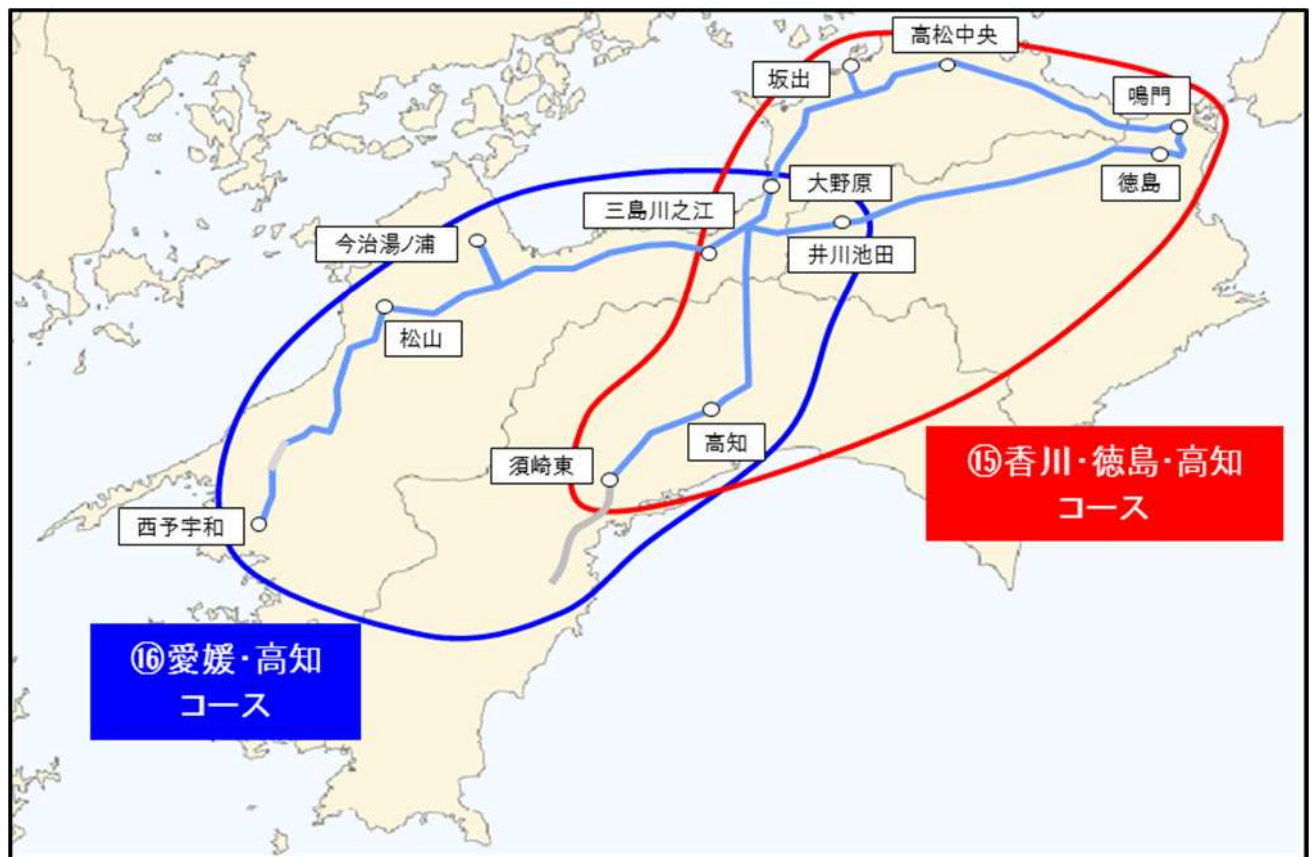 高松中央
坂出
鳴門
大野原
徳島
三島川之江
今治湯ノ浦
井川池田
松山
高知
須崎東
⑮香川・徳島・高知
コース
西予宇和
⑯愛媛・高知
コース